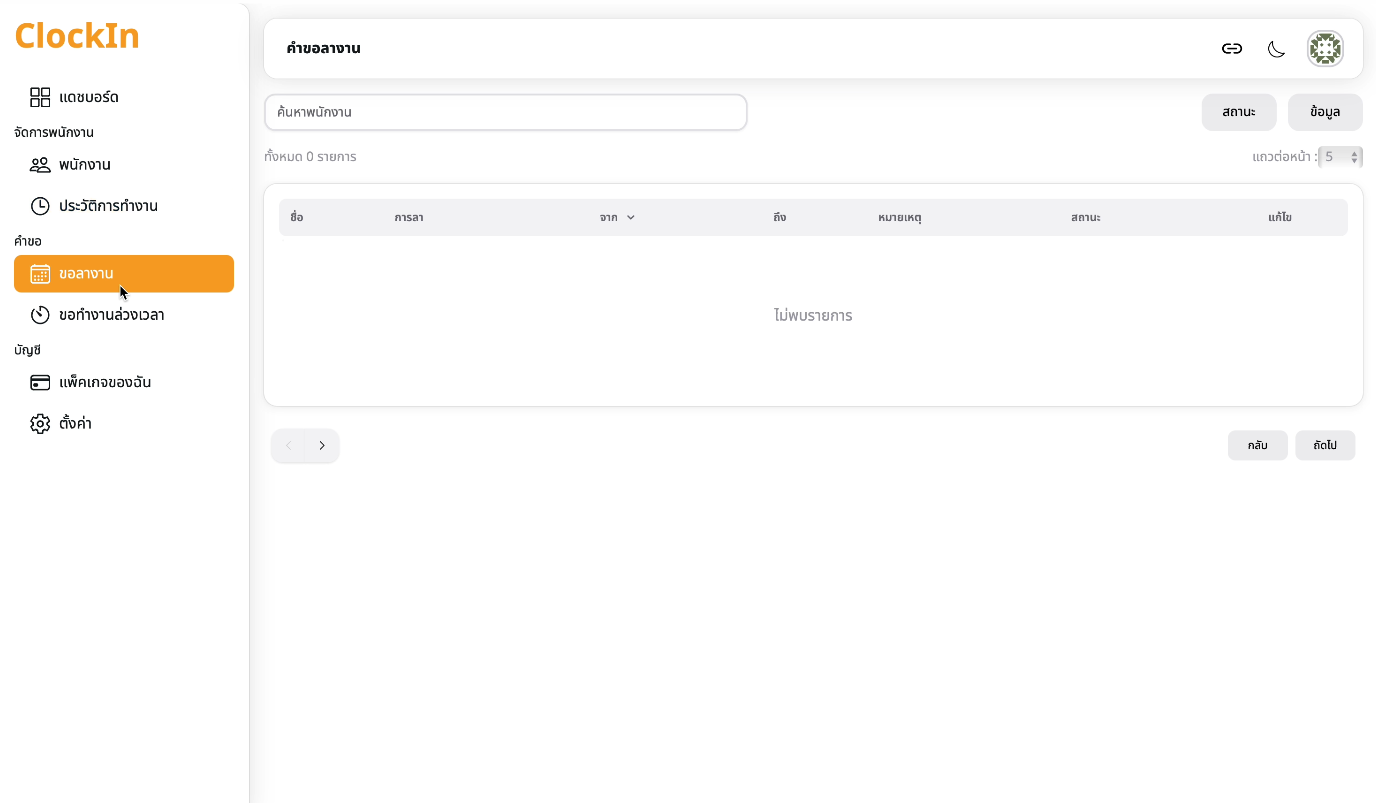 ClockIn
แดชบอร์ด
จัดการพนักงาน
พนักงาน
ประวัติการทำงาน
คำขอ
ขอลางาน
ขอทำงานล่วงเวลา
บัญชี
แพ็คเกจของฉัน
ตั้งค่า
คำขอลางาน
ค้นหาพนักงาน
สถานะ ข้อมูล
ทั้งหมด 0 รายการ แถวต่อหน้า : 5
ชื่อ การลา จาก ถึง หมายเหตุ สถานะ แก้ไข
ไม่พบรายการ
กลับ ถัดไป